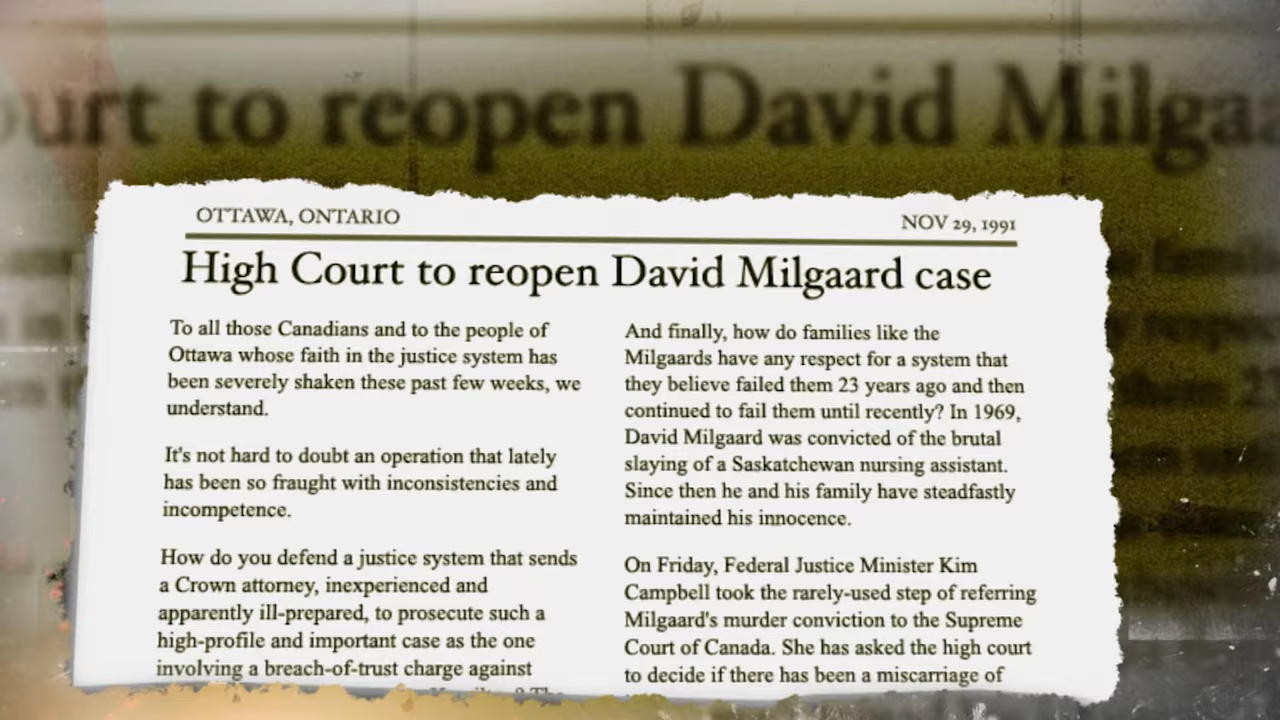 urt to reopen David Milga
OTTAWA, ONTARIO
NOV 29, 1991
High Court to reopen David Milgaard case
To all those Canadians and to the people of
Ottawa whose faith in the justice system has
been severely shaken these past few weeks, we
understand.
It's not hard to doubt an operation that lately
has been so fraught with inconsistencies and
incompetence.
How do you defend a justice system that sends
a Crown attorney, inexperienced and
apparently ill-prepared, to prosecute such a
high-profile and important case as the one
involving a breach-of-trust charge against
And finally, how do families like the
Milgaards have any respect for a system that
they believe failed them 23 years ago and then
continued to fail them until recently? In 1969,
David Milgaard was convicted of the brutal
slaying of a Saskatchewan nursing assistant.
Since then he and his family have steadfastly
maintained his innocence.
On Friday, Federal Justice Minister Kim
Campbell took the rarely-used step of referring
Milgaard's murder conviction to the Supreme
Court of Canada. She has asked the high court
to decide if there has been a miscarriage of